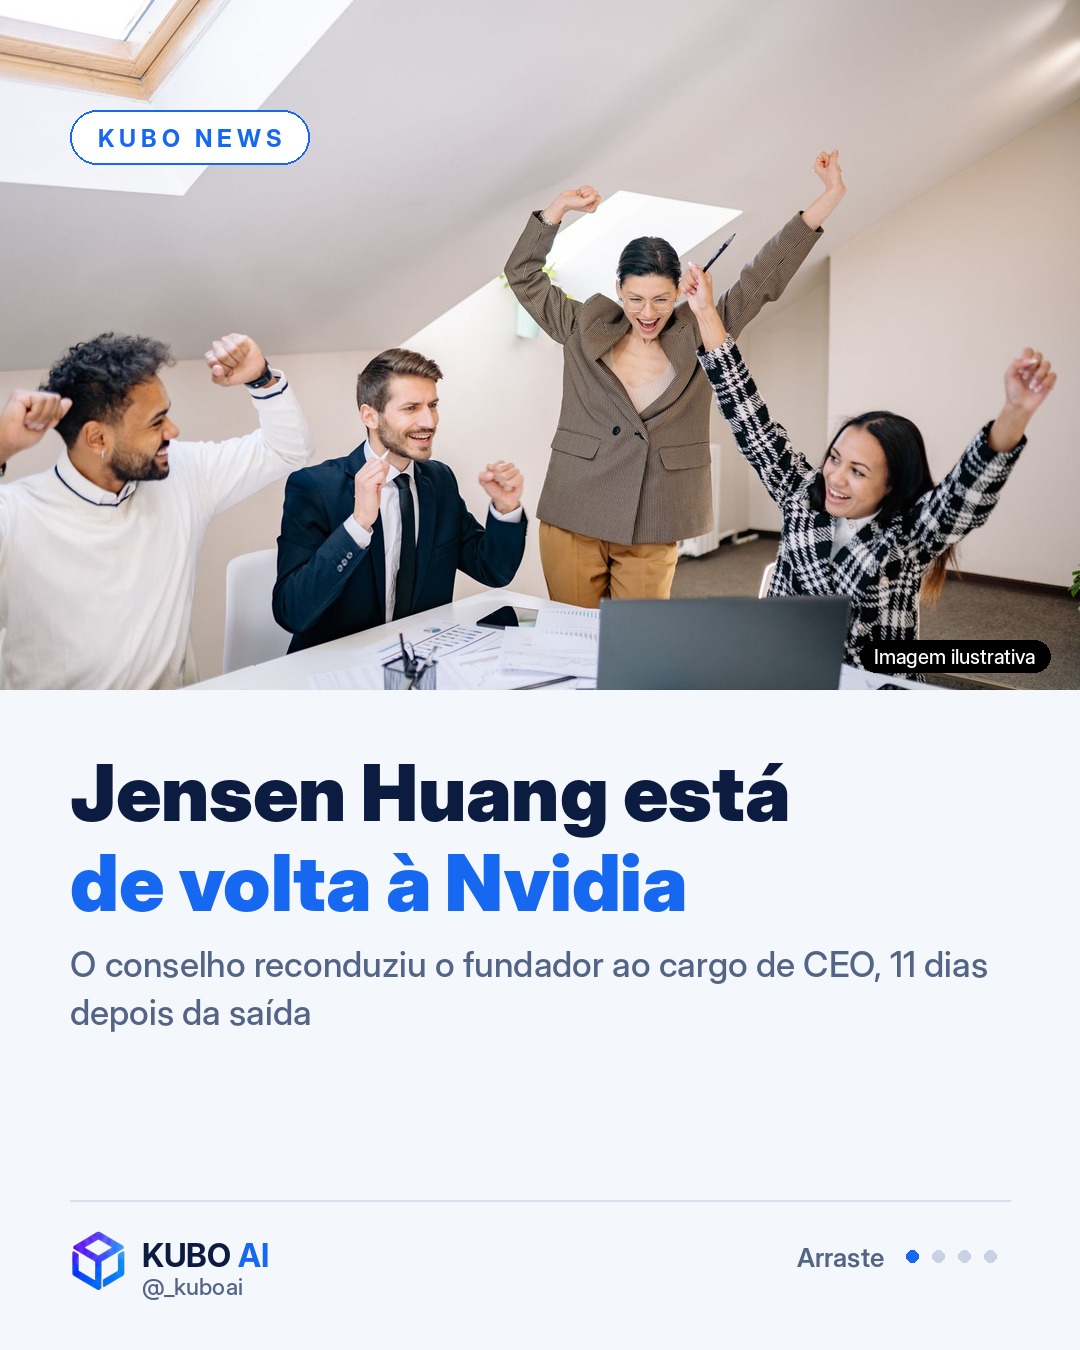 KUBO NEWS
Imagem ilustrativa
Jensen Huang está
de volta à Nvidia
O conselho reconduziu o fundador ao cargo de CEO, 11 dias
depois da saída
KUBO AI
@_kuboai
Arraste